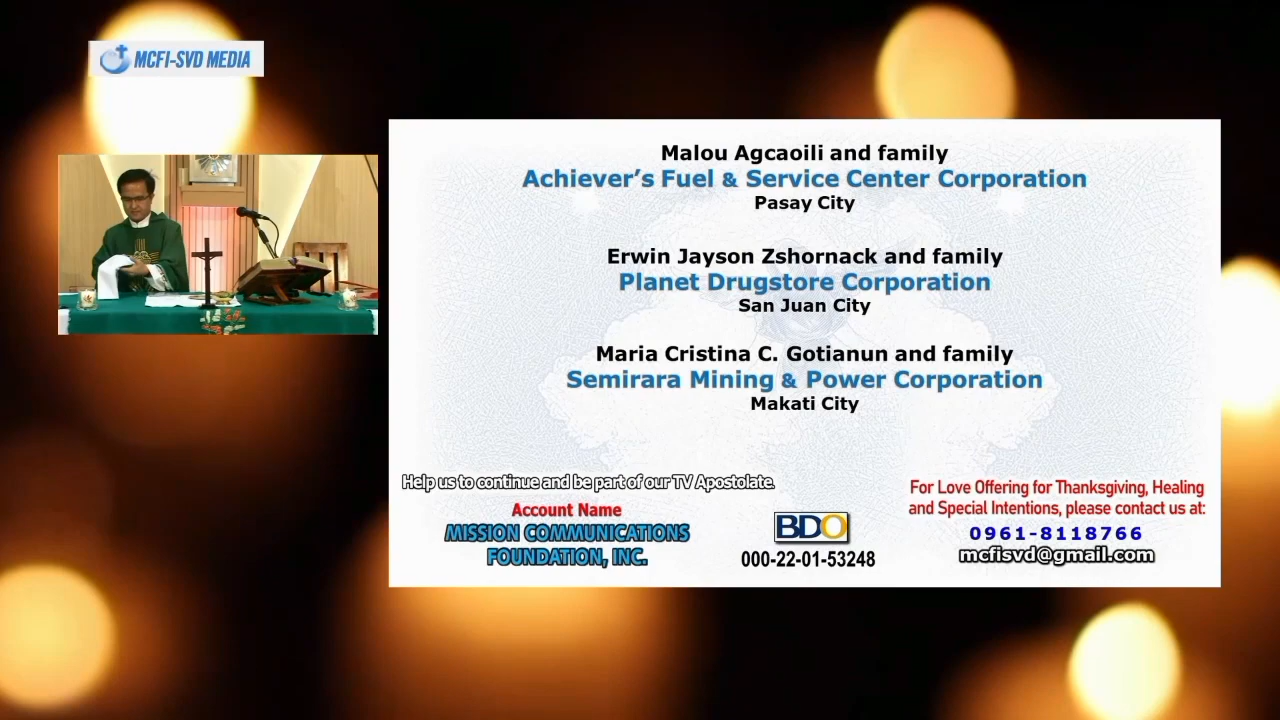 MCFI-SVD MEDIA
Malou Agcaoili and family
Achiever's Fuel & Service Center Corporation
Pasay City
Erwin Jayson Zshornack and family
Planet Drugstore Corporation
San Juan City
Maria Cristina C. Gotianun and family
Semirara Mining & Power Corporation
Makati City
Help us to continue and be part of our TV Apostolate.
Account Name
MISSION COMMUNICATIONS
FOUNDATION, INC.
BDO
000-22-01-53248
For Love Offering for Thanksgiving, Healing
and Special Intentions, please contact us at:
0961-8118766
mcfisvd@gmail.com